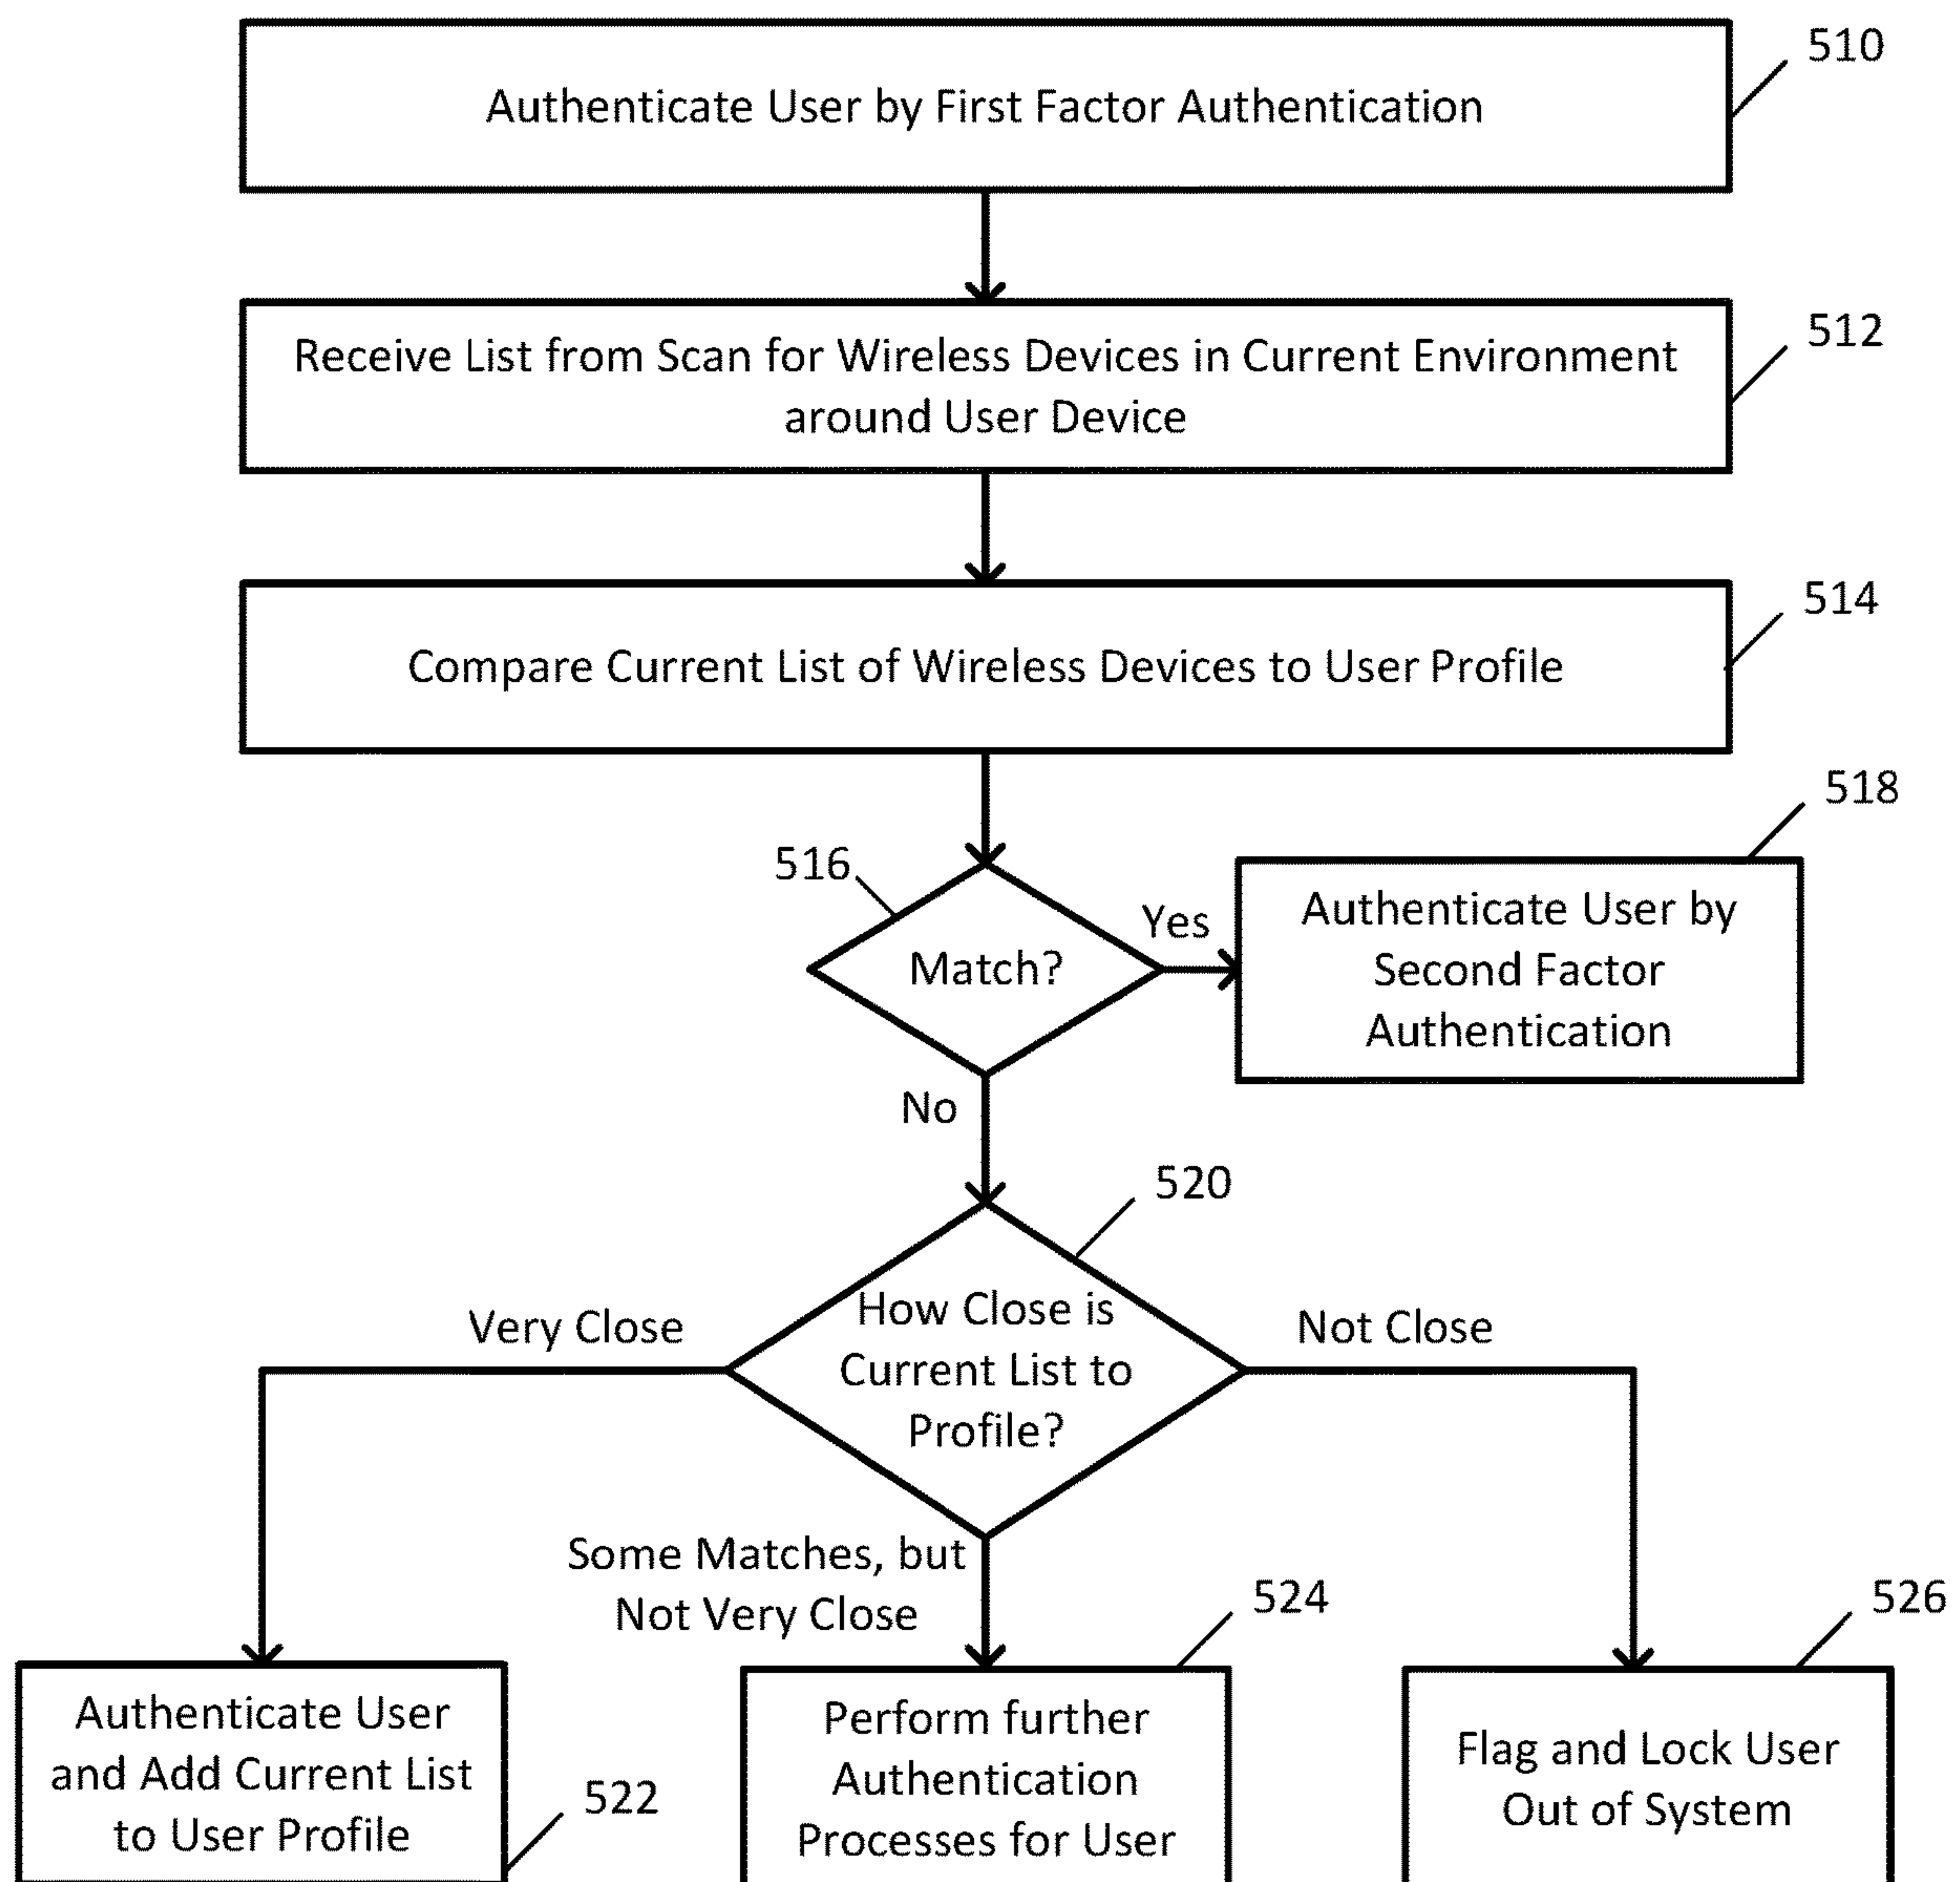 510
Authenticate User by First Factor Authentication
512
Receive List from Scan for Wireless Devices in Current Environment
around User Device
514
Compare Current List of Wireless Devices to User Profile
516
Match?
Yes
518
Authenticate User by
Second Factor
Authentication
No
520
How Close is
Current List to
Profile?
Very Close
Not Close
Some Matches, but
Not Very Close
522
Authenticate User
and Add Current List
to User Profile
524
Perform further
Authentication
Processes for User
526
Flag and Lock User
Out of System